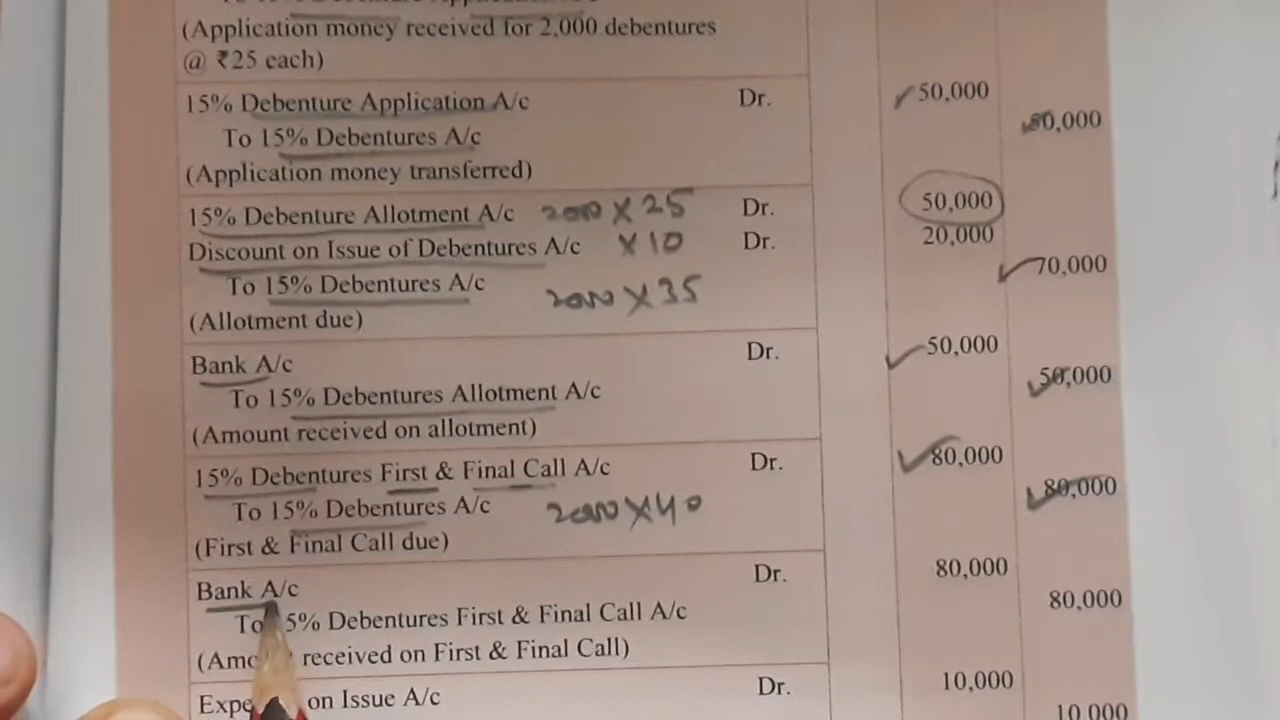 (Application money received for 2,000 debentures
@ ₹25 each)
15% Debenture Application A/c Dr. 50,000
To 15% Debentures A/c 50,000
(Application money transferred)
15% Debenture Allotment A/c 2000 X 25 Dr. 50,000
Discount on Issue of Debentures A/c X 10 Dr. 20,000
To 15% Debentures A/c 2000 X 35 70,000
(Allotment due)
Bank A/c Dr. 50,000
To 15% Debentures Allotment A/c 50,000
(Amount received on allotment)
15% Debentures First & Final Call A/c Dr. 80,000
To 15% Debentures A/c 2000 X 40 80,000
(First & Final Call due)
Bank A/c Dr. 80,000
To 5% Debentures First & Final Call A/c 80,000
received on First & Final Call)
on Issue A/c Dr. 10,000
10,000